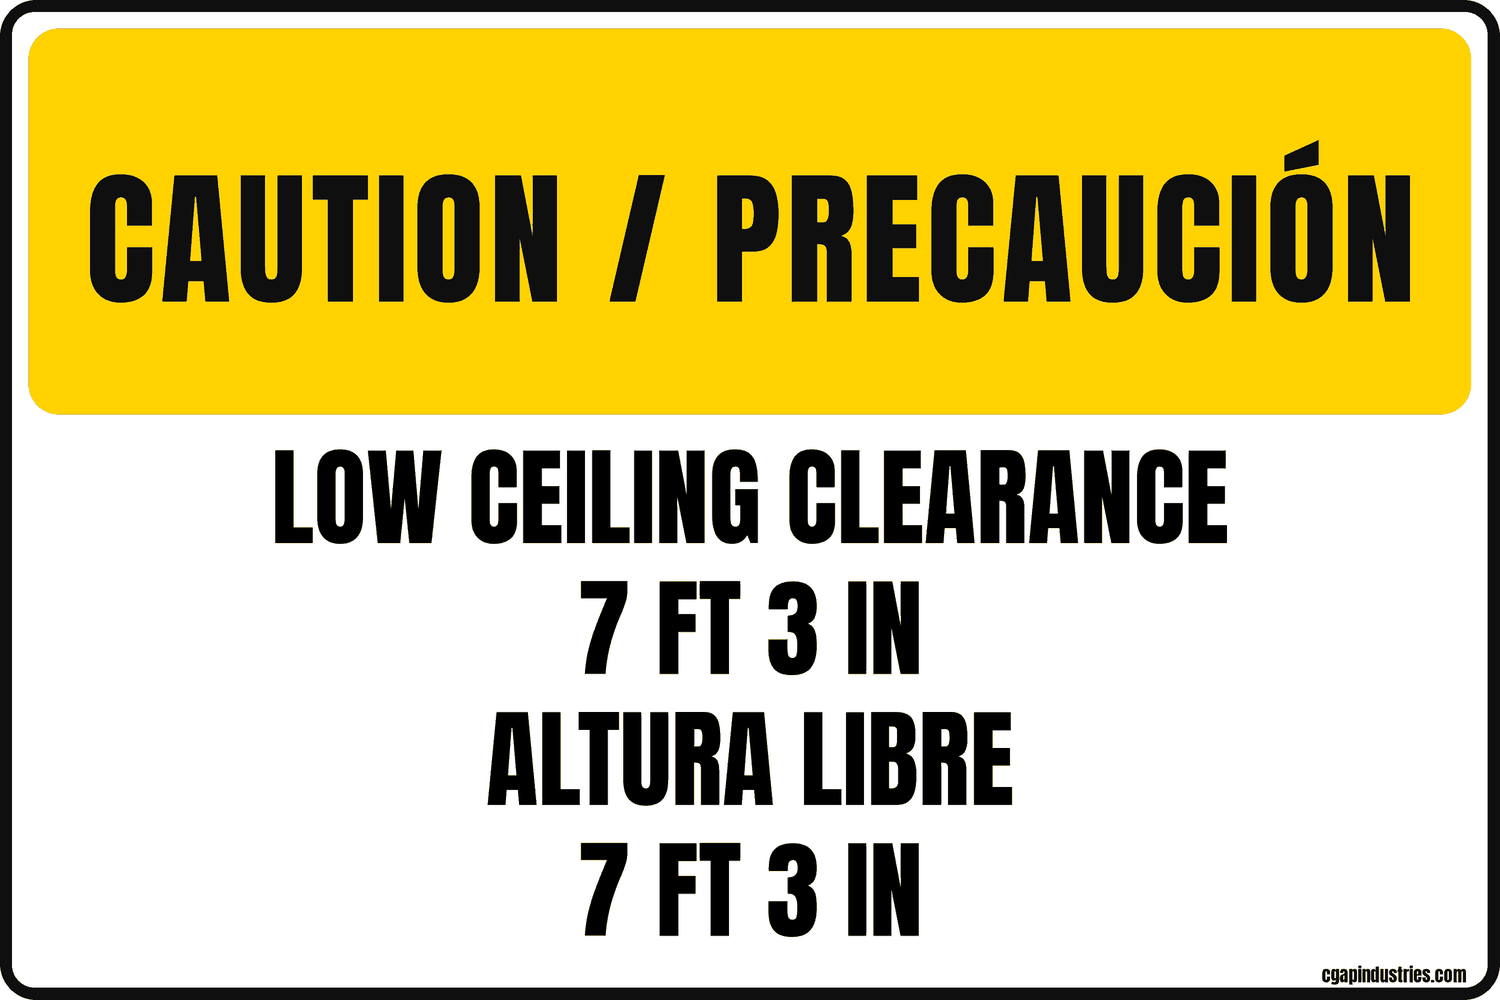 CAUTION / PRECAUCIÓN
LOW CEILING CLEARANCE
7 FT 3 IN
ALTURA LIBRE
7 FT 3 IN
cgapindustries.com